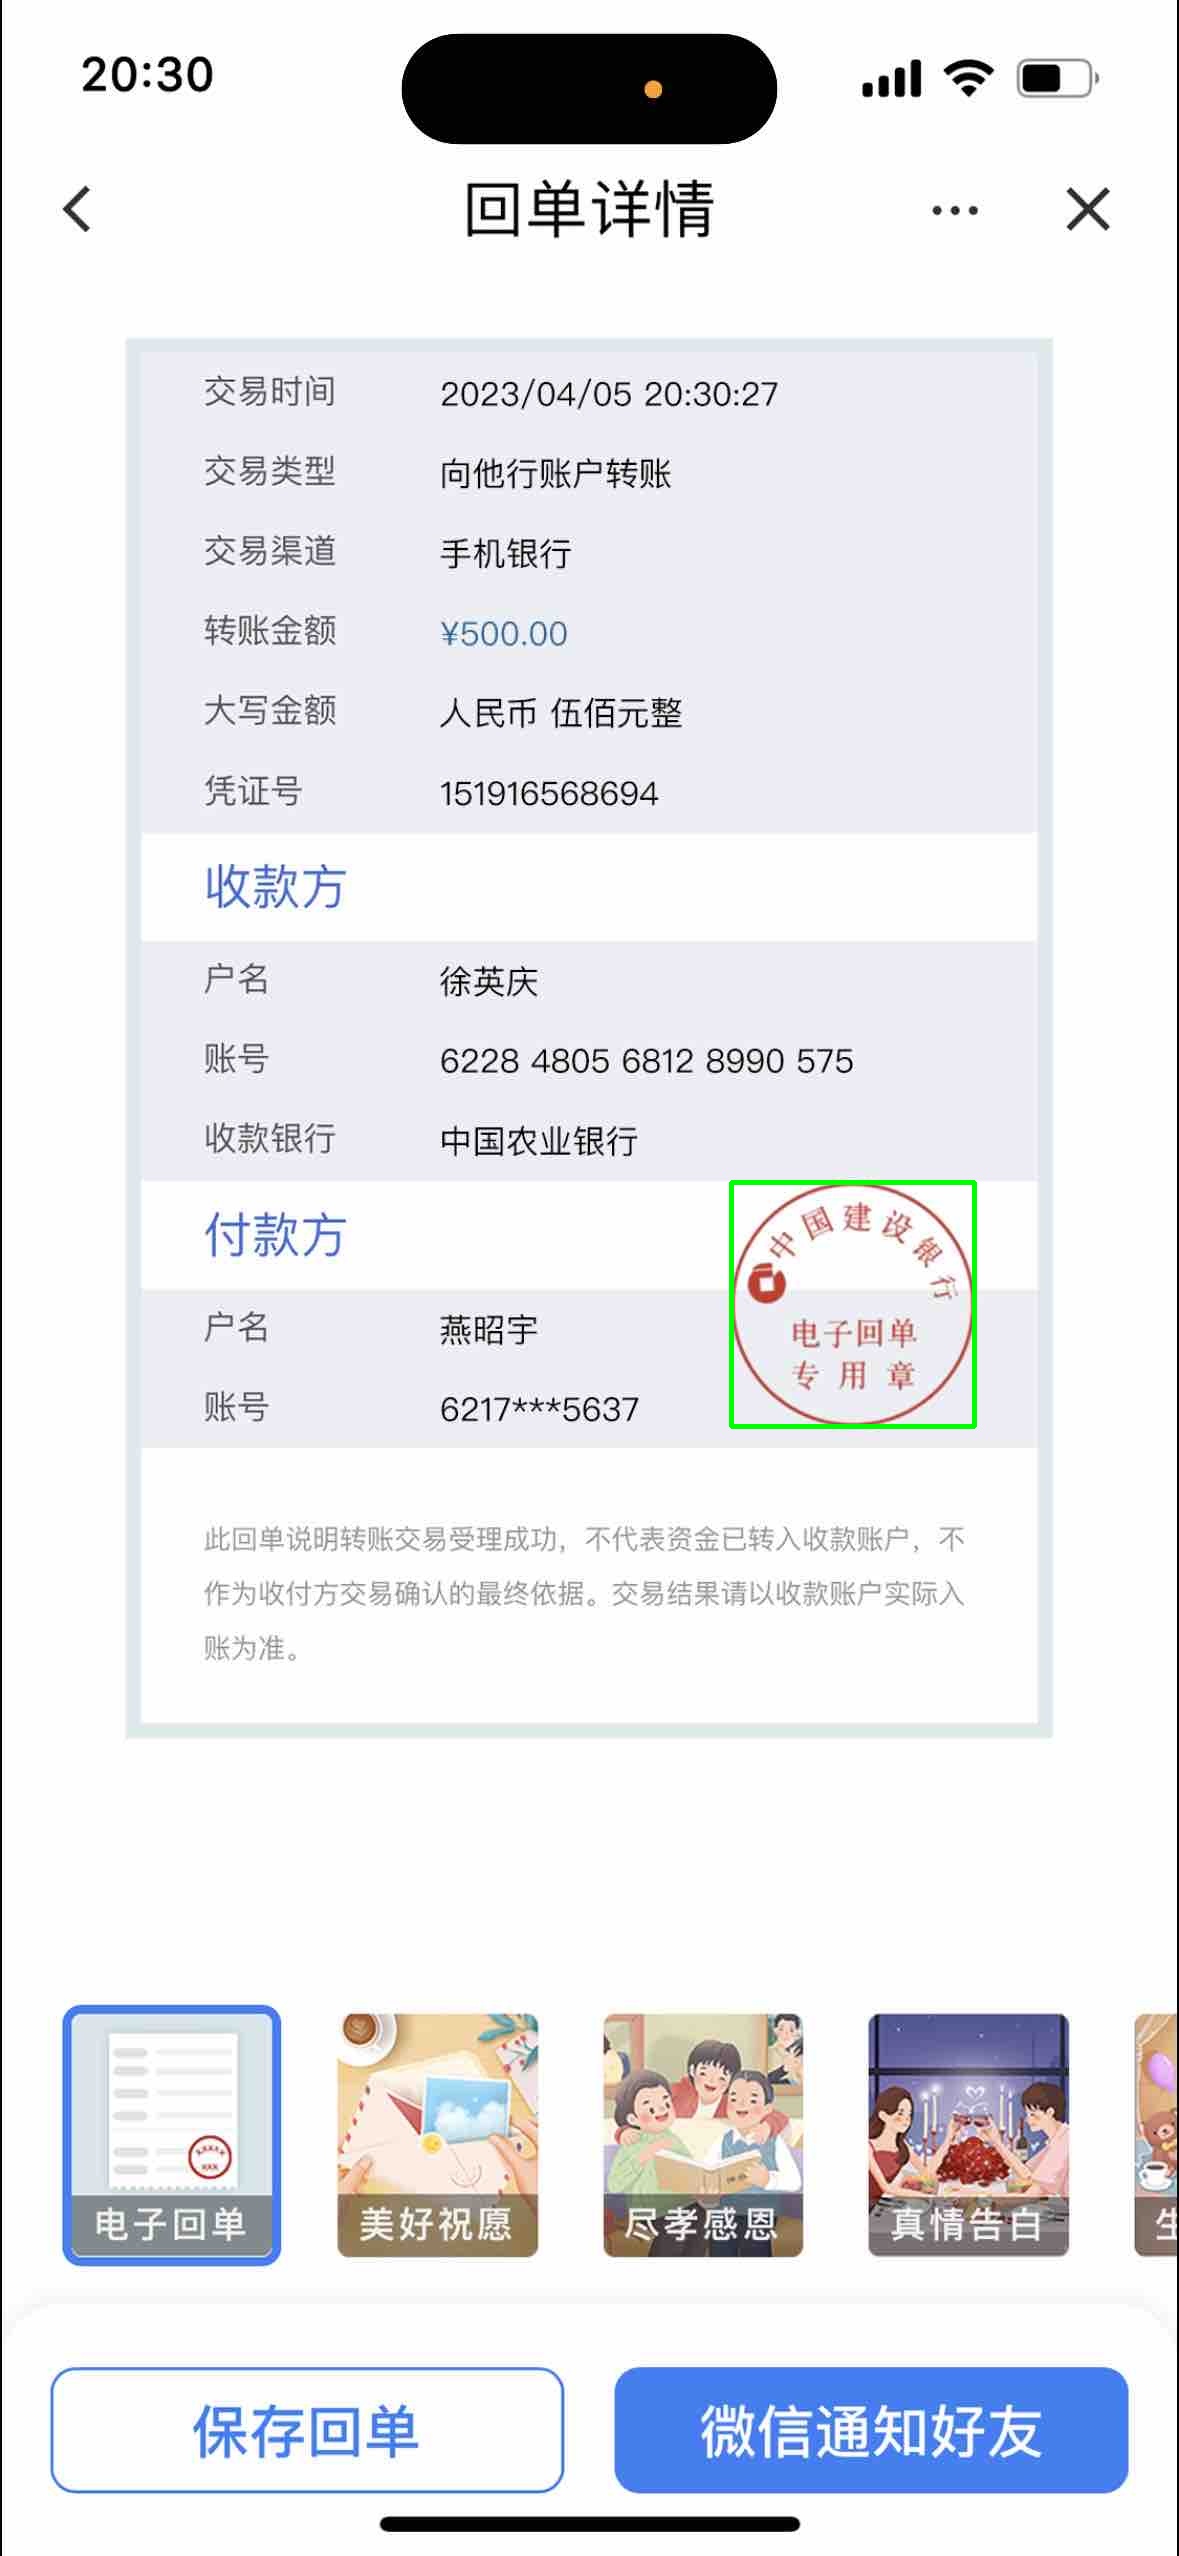 20:30
回单详情
交易时间 2023/04/05 20:30:27
交易类型 向他行账户转账
交易渠道 手机银行
转账金额 ¥500.00
大写金额 人民币 伍佰元整
凭证号 151916568694
收款方
户名 徐英庆
账号 6228 4805 6812 8990 575
收款银行 中国农业银行
付款方
中国建设银行
电子回单
专用章
户名 燕昭宇
账号 6217***5637
此回单说明转账交易受理成功，不代表资金已转入收款账户，不
作为收付方交易确认的最终依据。交易结果请以收款账户实际入
账为准。
电子回单 美好祝愿 尽孝感恩 真情告白
保存回单 微信通知好友